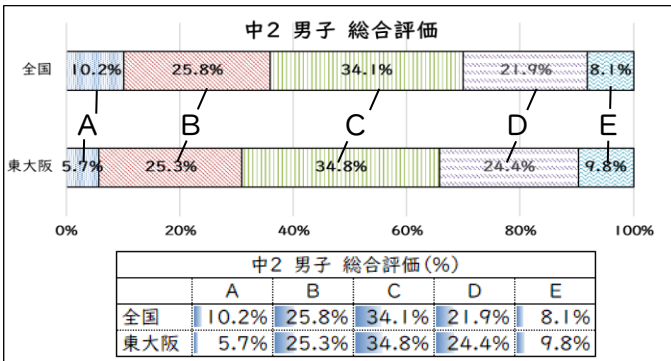 中2 男子 総合評価
全国 10.2% 25.8% 34.1% 21.9% 8.1%
A B C D E
東大阪 5.7% 25.3% 34.8% 24.4% 9.8%
0% 20% 40% 60% 80% 100%
中2 男子 総合評価(%)
A B C D E
全国 10.2% 25.8% 34.1% 21.9% 8.1%
東大阪 5.7% 25.3% 34.8% 24.4% 9.8%